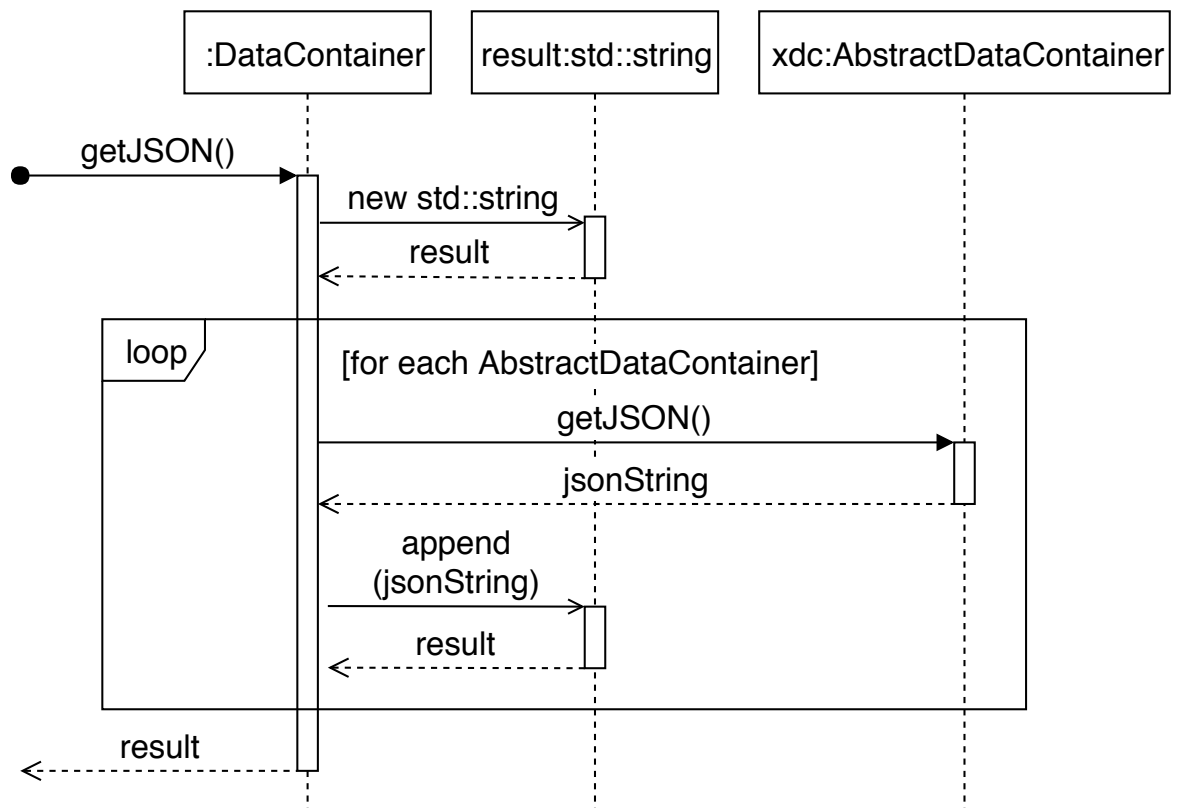 :DataContainer
result:std::string
xdc:AbstractDataContainer
getJSON()
new std::string
result
loop
[for each AbstractDataContainer]
getJSON()
jsonString
append
(jsonString)
result
result